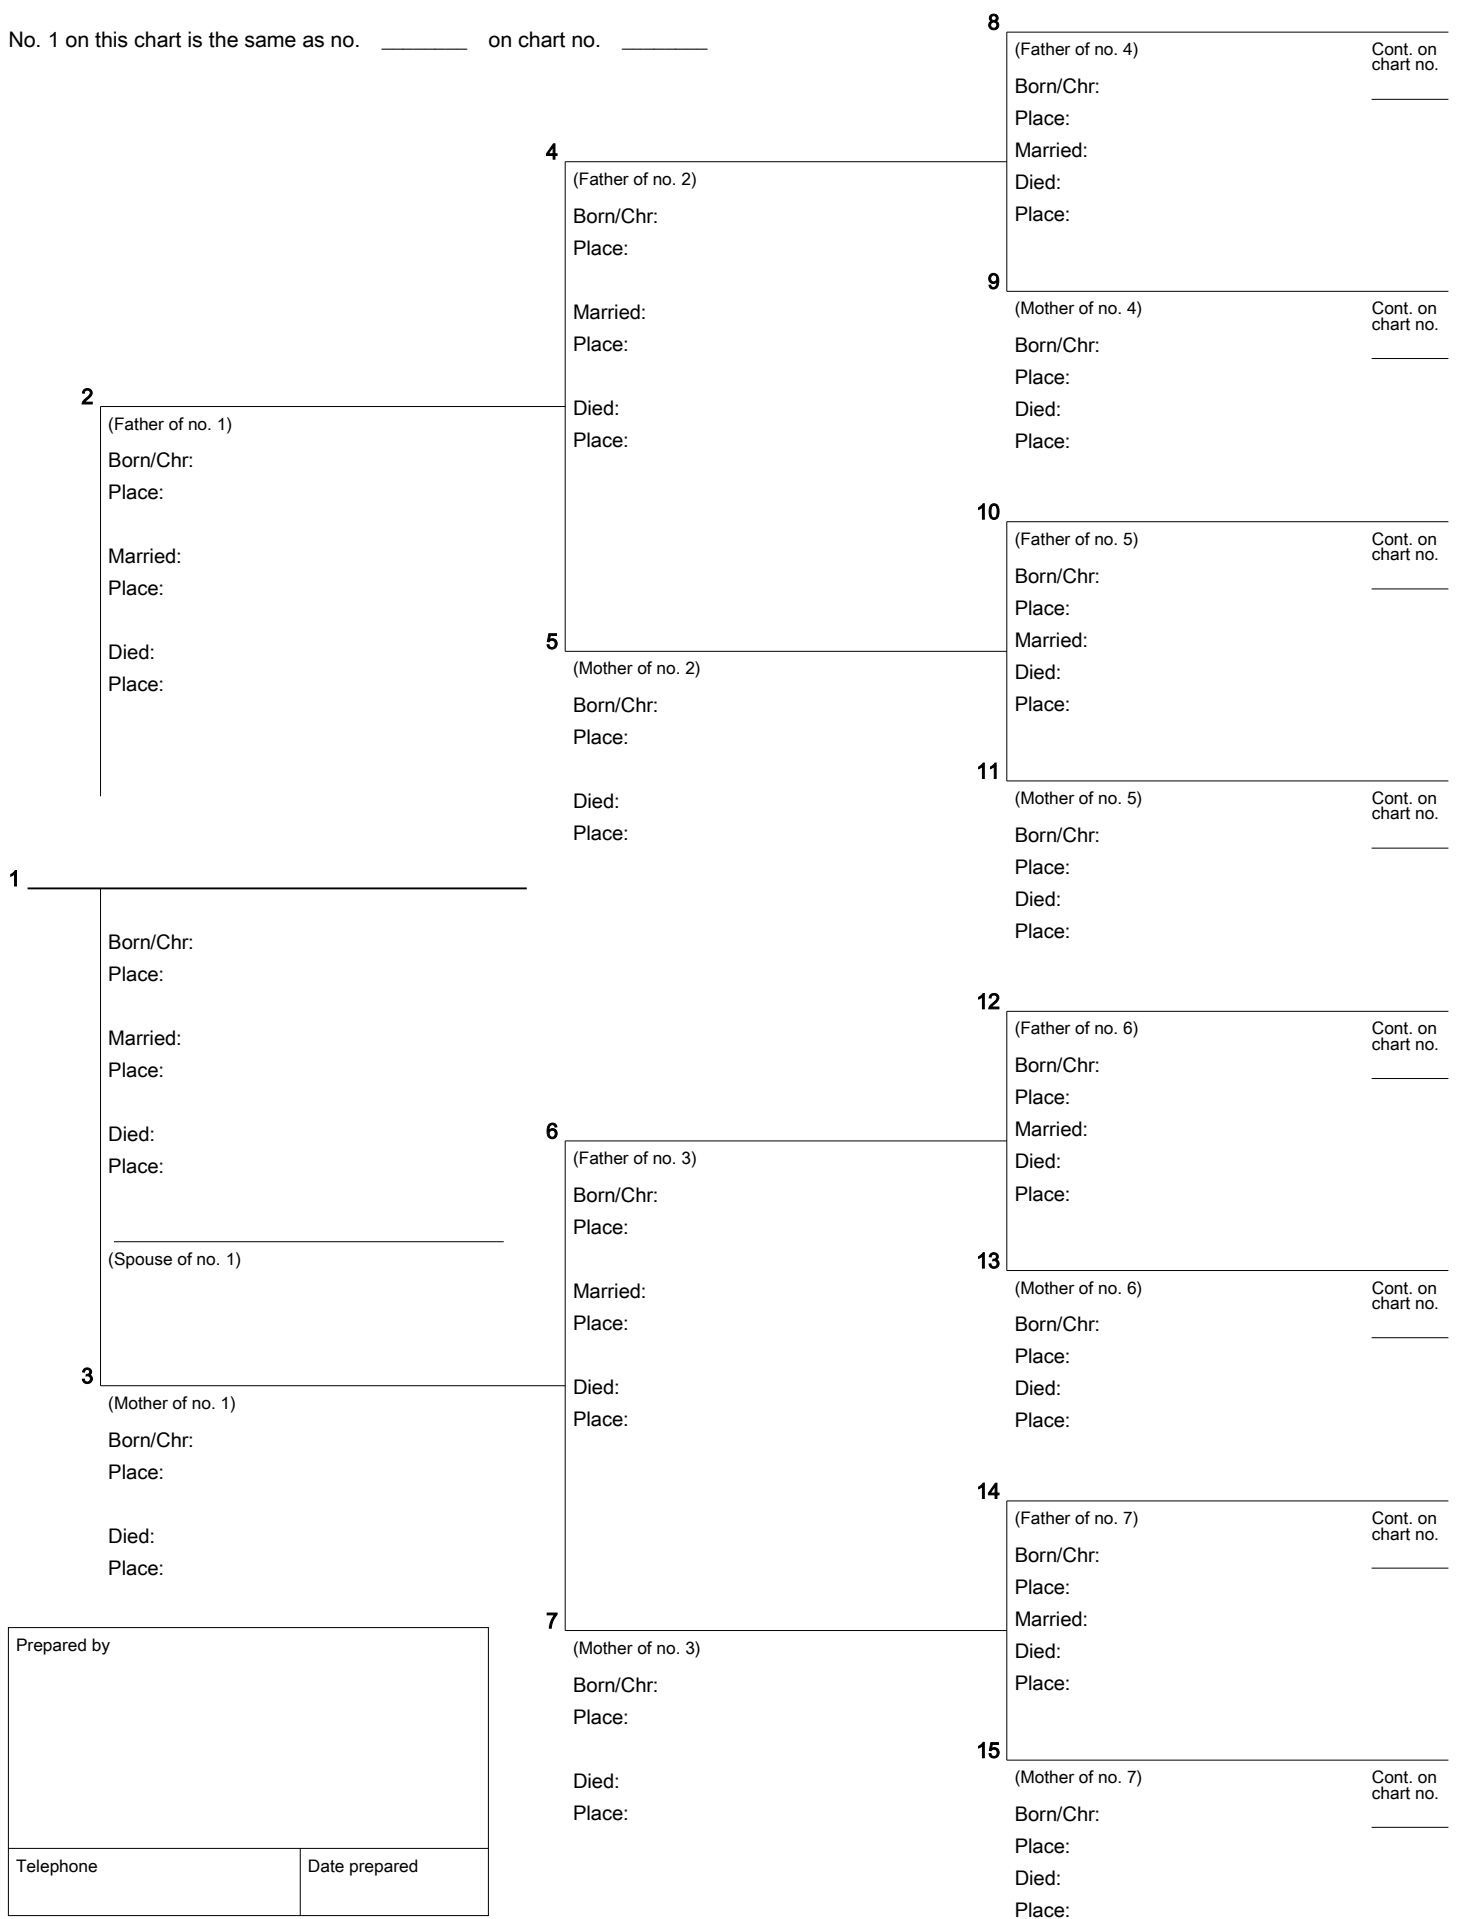 No. 1 on this chart is the same as no. ________ on chart no. ________
8
(Father of no. 4)
Cont. on
chart no.
Born/Chr:
Place:
Married:
Died:
Place:
4
(Father of no. 2)
Born/Chr:
Place:
Married:
Place:
Died:
Place:
9
(Mother of no. 4)
Cont. on
chart no.
Born/Chr:
Place:
Died:
Place:
2
(Father of no. 1)
Born/Chr:
Place:
Married:
Place:
Died:
Place:
10
(Father of no. 5)
Cont. on
chart no.
Born/Chr:
Place:
Married:
Died:
Place:
5
(Mother of no. 2)
Born/Chr:
Place:
Died:
Place:
11
(Mother of no. 5)
Cont. on
chart no.
Born/Chr:
Place:
Died:
Place:
1
Born/Chr:
Place:
Married:
Place:
Died:
Place:
(Spouse of no. 1)
12
(Father of no. 6)
Cont. on
chart no.
Born/Chr:
Place:
Married:
Died:
Place:
6
(Father of no. 3)
Born/Chr:
Place:
Married:
Place:
Died:
Place:
13
(Mother of no. 6)
Cont. on
chart no.
Born/Chr:
Place:
Died:
Place:
3
(Mother of no. 1)
Born/Chr:
Place:
Died:
Place:
14
(Father of no. 7)
Cont. on
chart no.
Born/Chr:
Place:
Married:
Died:
Place:
7
(Mother of no. 3)
Born/Chr:
Place:
Died:
Place:
15
(Mother of no. 7)
Cont. on
chart no.
Born/Chr:
Place:
Died:
Place:
Prepared by
Telephone
Date prepared